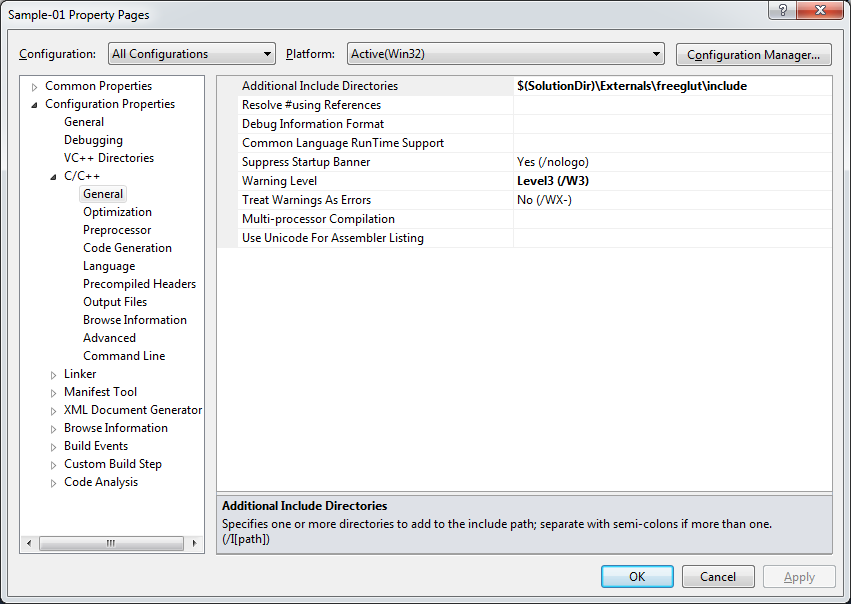 Sample-01 Property Pages
Configuration: All Configurations Platform: Active(Win32) Configuration Manager...
Common Properties
Configuration Properties
General
Debugging
VC++ Directories
C/C++
General
Optimization
Preprocessor
Code Generation
Language
Precompiled Headers
Output Files
Browse Information
Advanced
Command Line
Linker
Manifest Tool
XML Document Generator
Browse Information
Build Events
Custom Build Step
Code Analysis
Additional Include Directories $(SolutionDir)\Externals\freeglut\include
Resolve #using References
Debug Information Format
Common Language RunTime Support
Suppress Startup Banner Yes (/nologo)
Warning Level Level3 (/W3)
Treat Warnings As Errors No (/WX-)
Multi-processor Compilation
Use Unicode For Assembler Listing
Additional Include Directories
Specifies one or more directories to add to the include path; separate with semi-colons if more than one.
(/I[path])
OK Cancel Apply